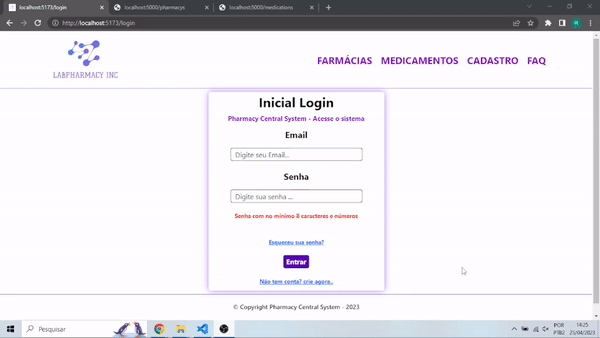 localhost:5173/login
localhost:5000/pharmacys
localhost:5000/medications
http://localhost:5173/login
LABPHARMACY INC
FARMÁCIAS MEDICAMENTOS CADASTRO FAQ
Inicial Login
Pharmacy Central System - Acesse o sistema
Email
Digite seu Email...
Senha
Digite sua senha ...
Senha com no mínimo 8 caracteres e números
Esqueceu sua senha?
Entrar
Não tem conta? crie agora..
© Copyright Pharmacy Central System - 2023
Pesquisar
POR
PTB2
14:25
25/04/2023